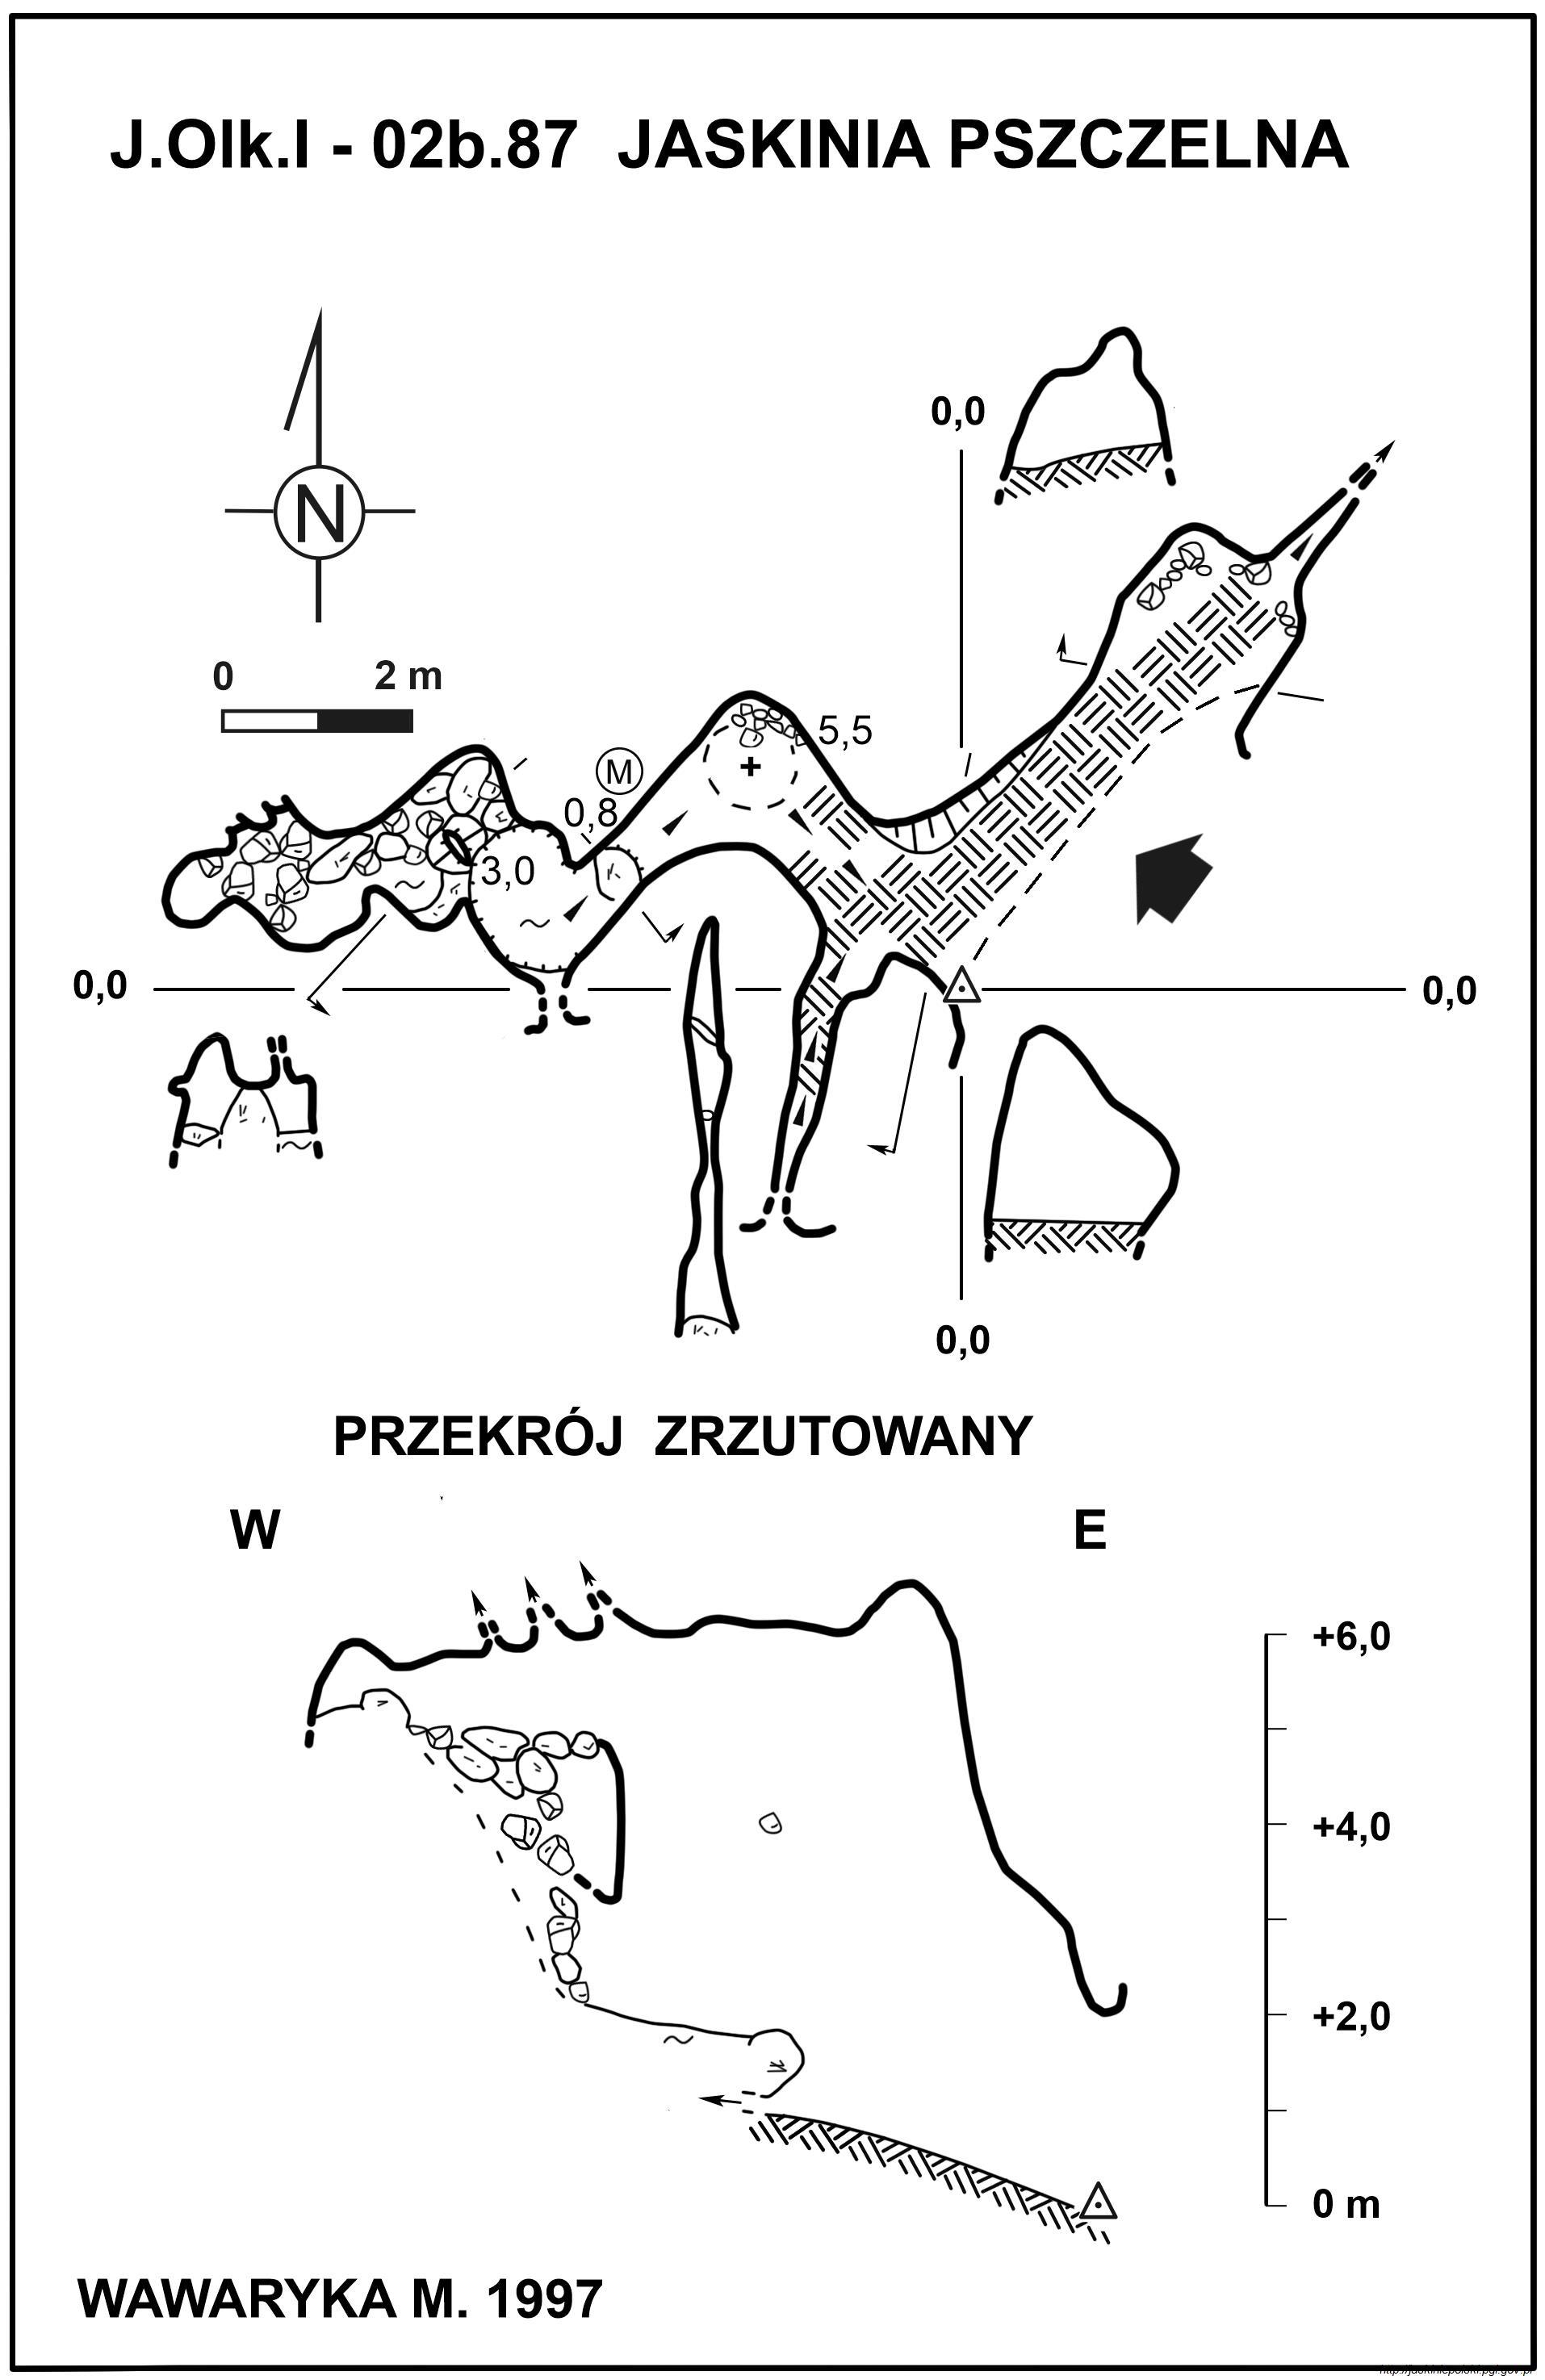 J.Olk.I - 02b.87 JASKINIA PSZCZELNA
0,0
N
0 2 m
5,5
M
0,8
3,0
0,0 0,0
0,0
PRZEKRÓJ ZRZUTOWANY
W E
+6,0
+4,0
+2,0
0 m
WAWARYKA M. 1997
http://jaskiniepolski.pgi.gov.pl